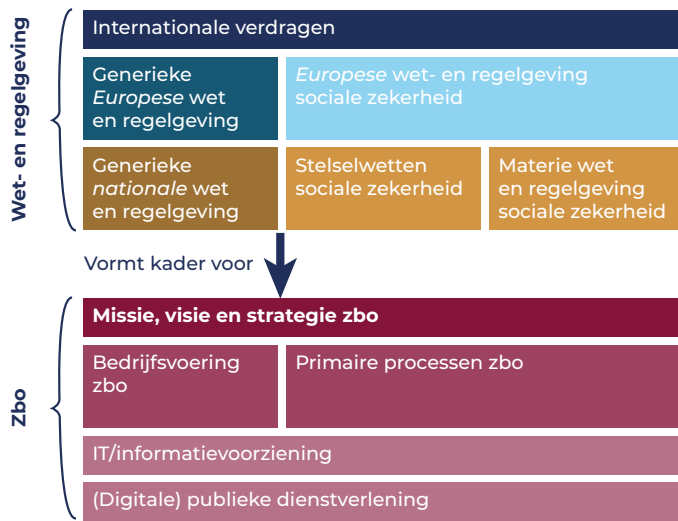 Wet- en regelgeving
Internationale verdragen
Generieke
Europese wet
en regelgeving
Europese wet- en regelgeving
sociale zekerheid
Generieke
nationale wet
en regelgeving
Stelselwetten
sociale zekerheid
Materie wet
en regelgeving
sociale zekerheid
Vormt kader voor
Zbo
Missie, visie en strategie zbo
Bedrijfsvoering
zbo
Primaire processen zbo
IT/informatievoorziening
(Digitale) publieke dienstverlening